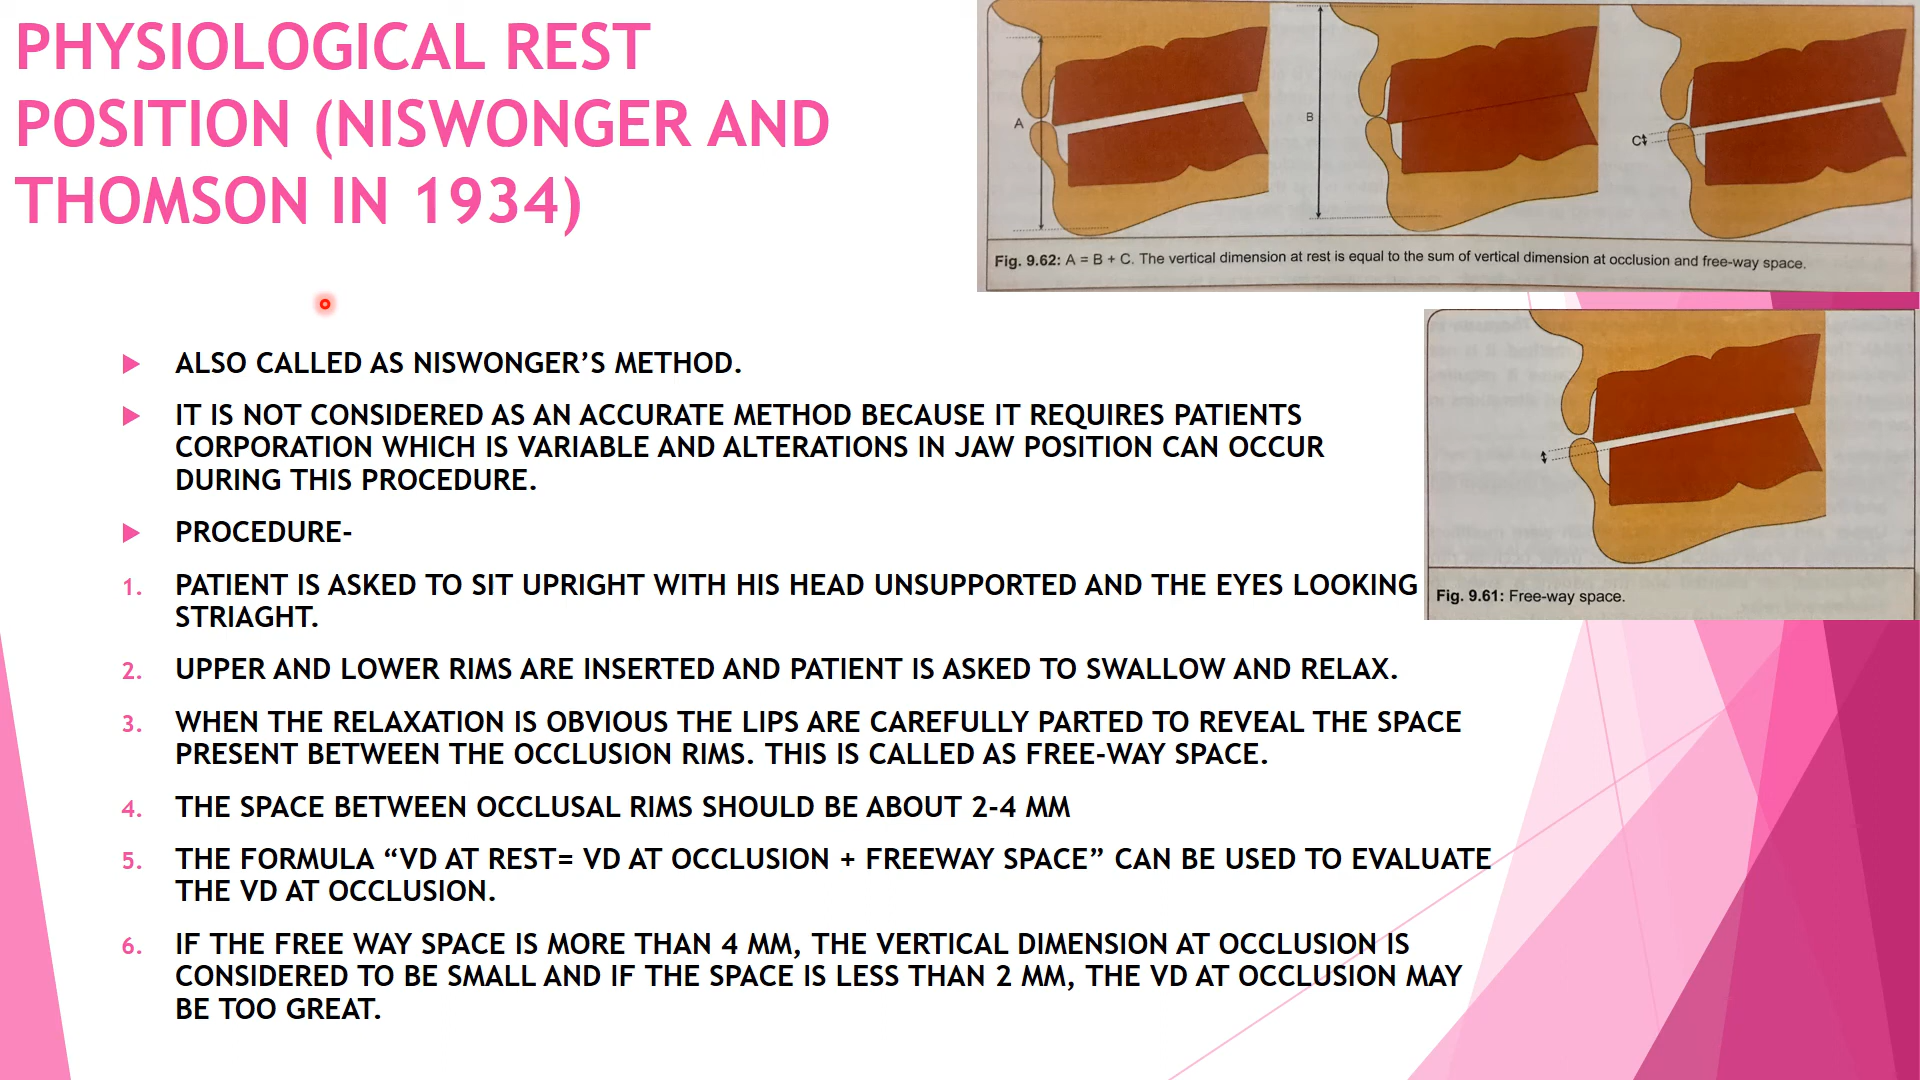 PHYSIOLOGICAL REST
POSITION (NISWONGER AND
THOMSON IN 1934)
A
B
C
Fig. 9.62: A = B + C. The vertical dimension at rest is equal to the sum of vertical dimension at occlusion and free-way space.
ALSO CALLED AS NISWONGER’S METHOD.
IT IS NOT CONSIDERED AS AN ACCURATE METHOD BECAUSE IT REQUIRES PATIENTS
CORPORATION WHICH IS VARIABLE AND ALTERATIONS IN JAW POSITION CAN OCCUR
DURING THIS PROCEDURE.
PROCEDURE-
1. PATIENT IS ASKED TO SIT UPRIGHT WITH HIS HEAD UNSUPPORTED AND THE EYES LOOKING
STRIAGHT.
Fig. 9.61: Free-way space.
2. UPPER AND LOWER RIMS ARE INSERTED AND PATIENT IS ASKED TO SWALLOW AND RELAX.
3. WHEN THE RELAXATION IS OBVIOUS THE LIPS ARE CAREFULLY PARTED TO REVEAL THE SPACE
PRESENT BETWEEN THE OCCLUSION RIMS. THIS IS CALLED AS FREE-WAY SPACE.
4. THE SPACE BETWEEN OCCLUSAL RIMS SHOULD BE ABOUT 2-4 MM
5. THE FORMULA “VD AT REST= VD AT OCCLUSION + FREEWAY SPACE” CAN BE USED TO EVALUATE
THE VD AT OCCLUSION.
6. IF THE FREE WAY SPACE IS MORE THAN 4 MM, THE VERTICAL DIMENSION AT OCCLUSION IS
CONSIDERED TO BE SMALL AND IF THE SPACE IS LESS THAN 2 MM, THE VD AT OCCLUSION MAY
BE TOO GREAT.